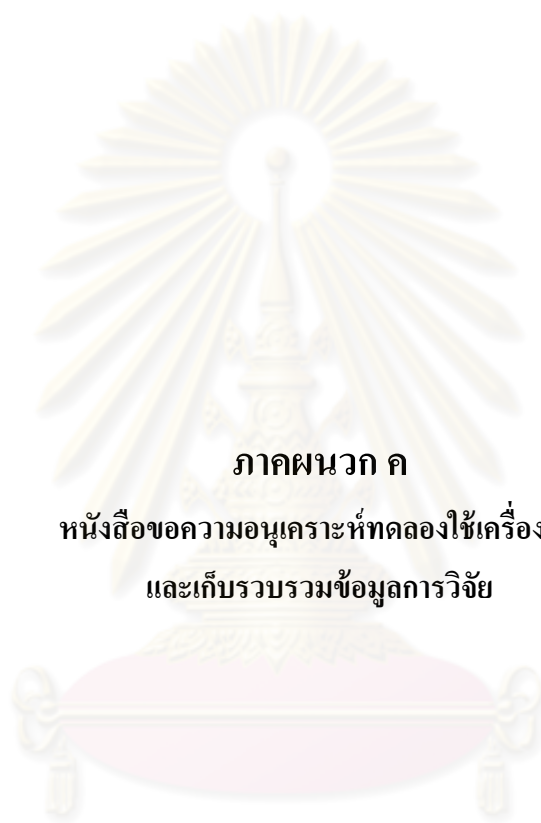 ภาคผนวก ค
หนังสือขอความอนุเคราะห์ทดลองใช้เครื่อง
และเก็บรวบรวมข้อมูลการวิจัย